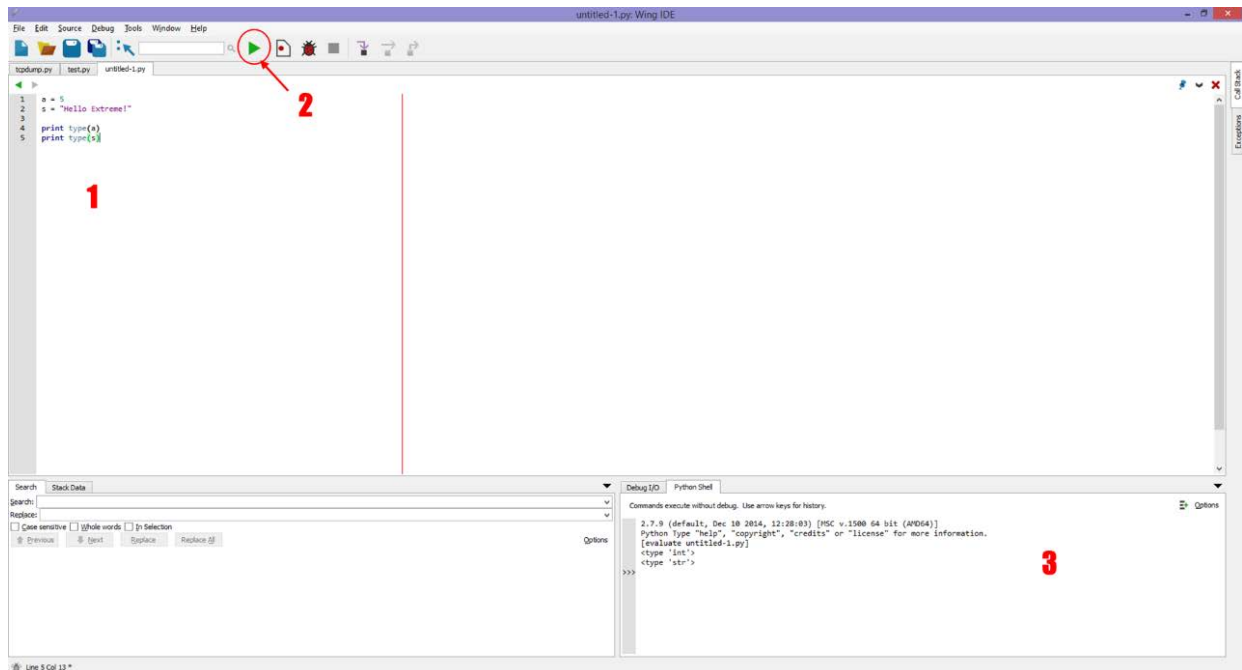 untitled-1.py: Wing IDE
File Edit Source Debug Tools Window Help
2
tcpdump.py test.py untitled-1.py
1 a = 5
2 s = "Hello Extreme!"
3
4 print type(a)
5 print type(s)
1
Call Stack
Exceptions
Search Stack Data
Search:
Replace:
Case sensitive Whole words In Selection
Previous Next Replace Replace All Options
Debug I/O Python Shell
Commands execute without debug. Use arrow keys for history. Options
2.7.9 (default, Dec 10 2014, 12:28:03) [MSC v.1500 64 bit (AMD64)]
Python Type "help", "copyright", "credits" or "license" for more information.
[evaluate untitled-1.py]
<type 'int'>
<type 'str'>
>>>
3
Line 5 Col 13 *